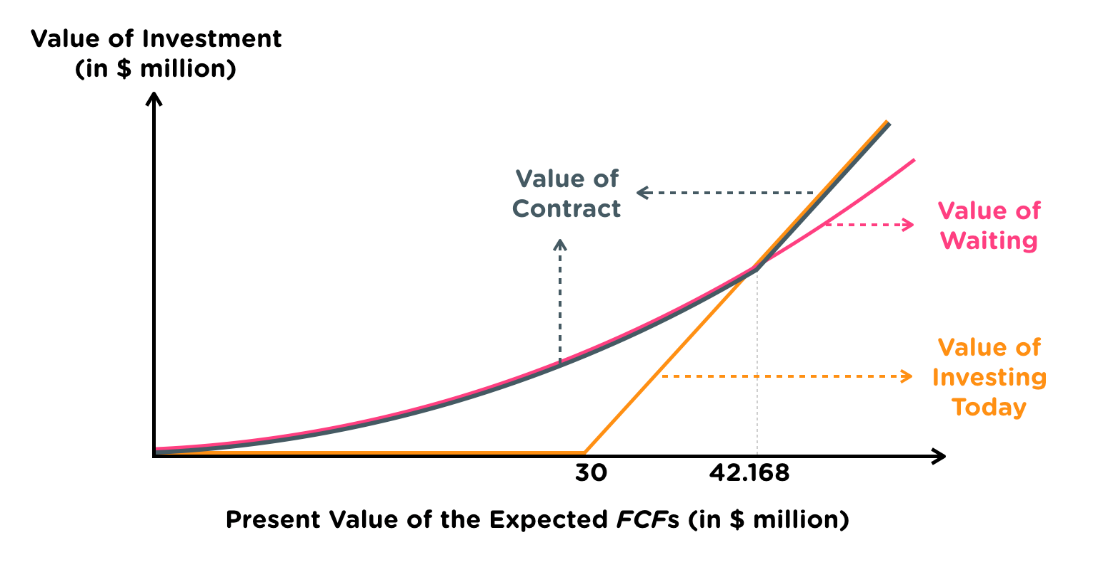 Value of Investment
(in $ million)
Value of
Contract
Value of
Waiting
Value of
Investing
Today
30
42.168
Present Value of the Expected FCFs (in $ million)